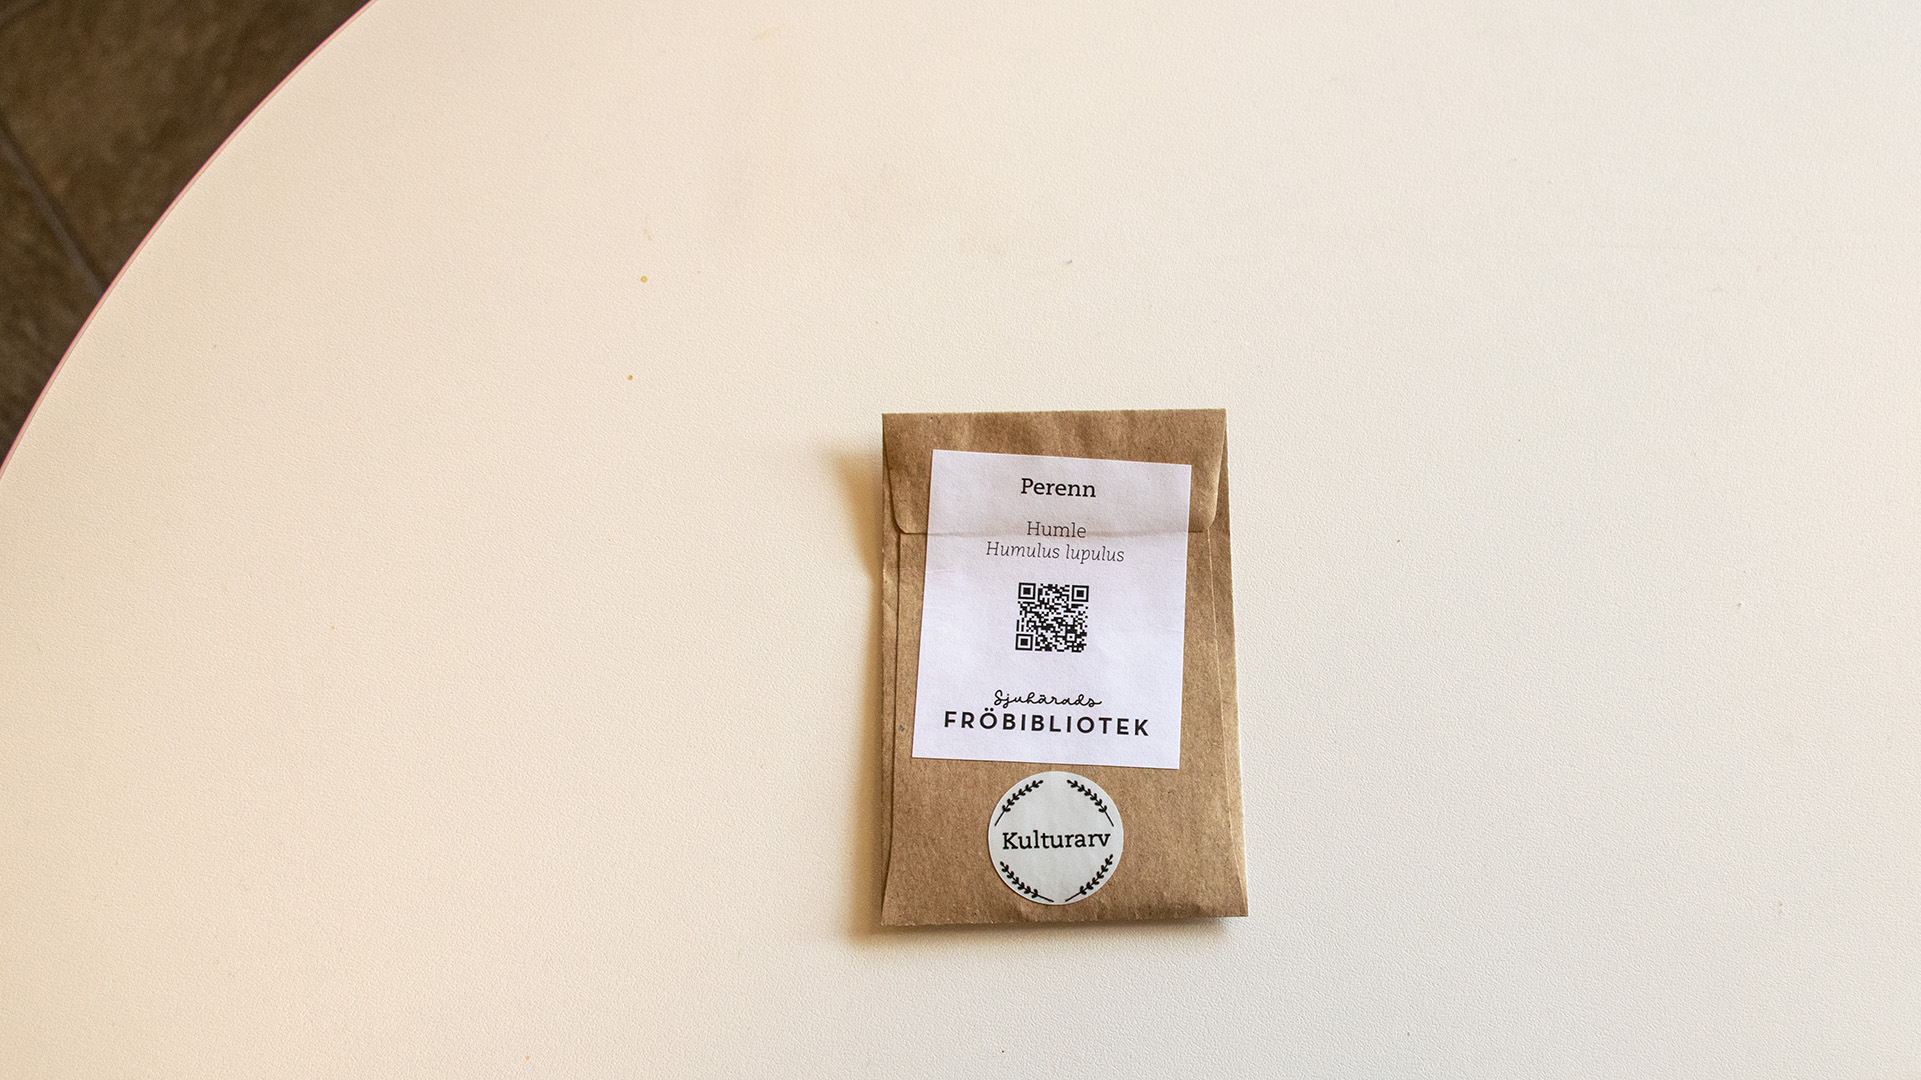 Perenn
Humle
Humulus lupulus
Sjuhärads
FRÖBIBLIOTEK
Kulturarv